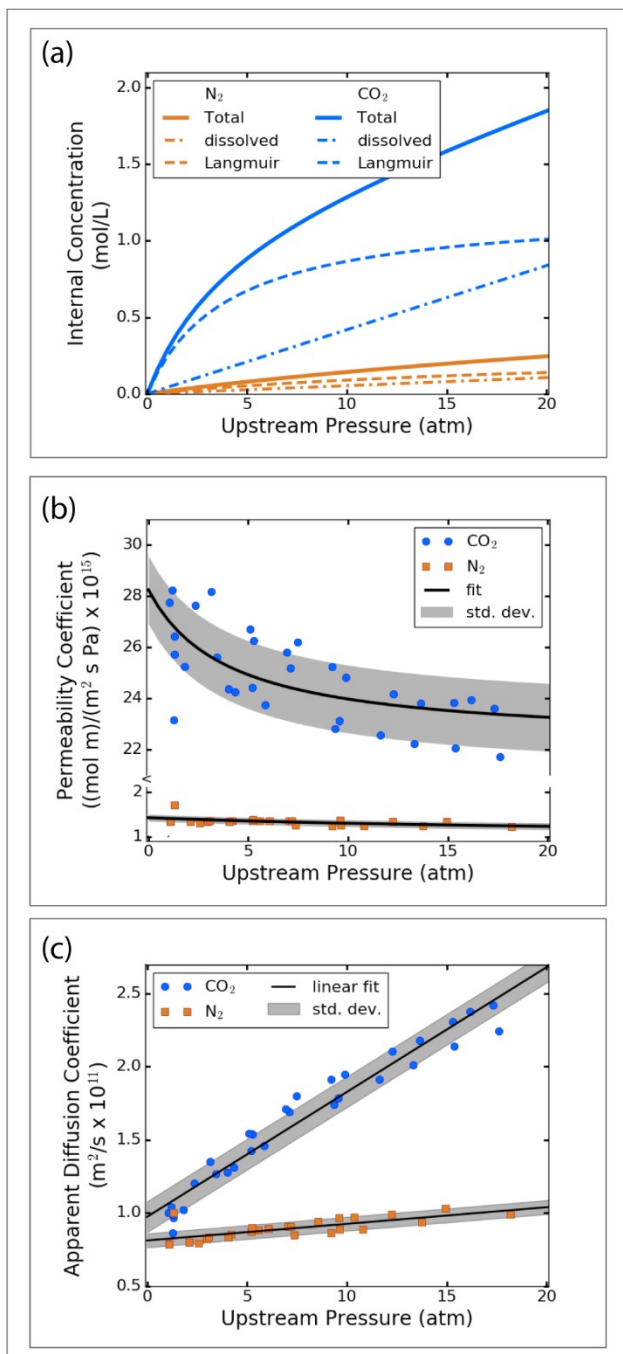 (a)
N₂ CO₂
Total Total
dissolved dissolved
Langmuir Langmuir
2.0
1.5
1.0
0.5
0.0
Internal Concentration
(mol/L)
0 5 10 15 20
Upstream Pressure (atm)
(b)
CO₂
N₂
fit
std. dev.
30
28
26
24
22
<
2
1
Permeability Coefficient
((mol m)/(m² s Pa) x 10¹⁵)
0 5 10 15 20
Upstream Pressure (atm)
(c)
CO₂ linear fit
N₂ std. dev.
2.5
2.0
1.5
1.0
0.5
Apparent Diffusion Coefficient
(m²/s x 10¹¹)
0 5 10 15 20
Upstream Pressure (atm)